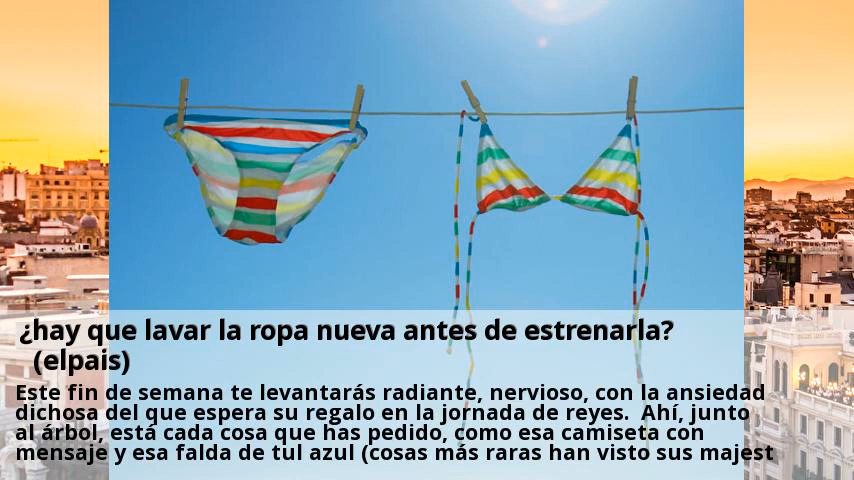 ¿hay que lavar la ropa nueva antes de estrenarla?
(elpais)
Este fin de semana te levantarás radiante, nervioso, con la ansiedad
dichosa del que espera su regalo en la jornada de reyes.  Ahí, junto
al árbol, está cada cosa que has pedido, como esa camiseta con
mensaje y esa falda de tul azul (cosas más raras han visto sus majest